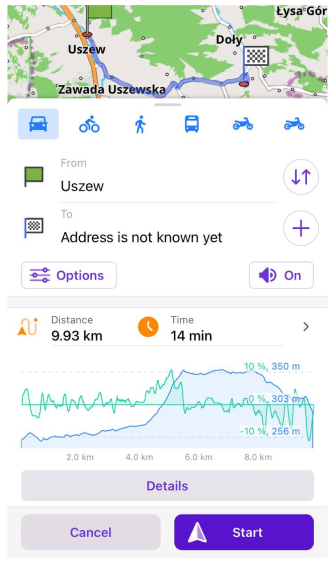 Łysa Gór
Doły
Uszew
Zawada Uszewska
From
Uszew
To
Address is not known yet
Options
On
Distance
9.93 km
Time
14 min
10 %, 350 m
0 %, 303 m
-10 %, 256 m
2.0 km 4.0 km 6.0 km 8.0 km
Details
Cancel
Start